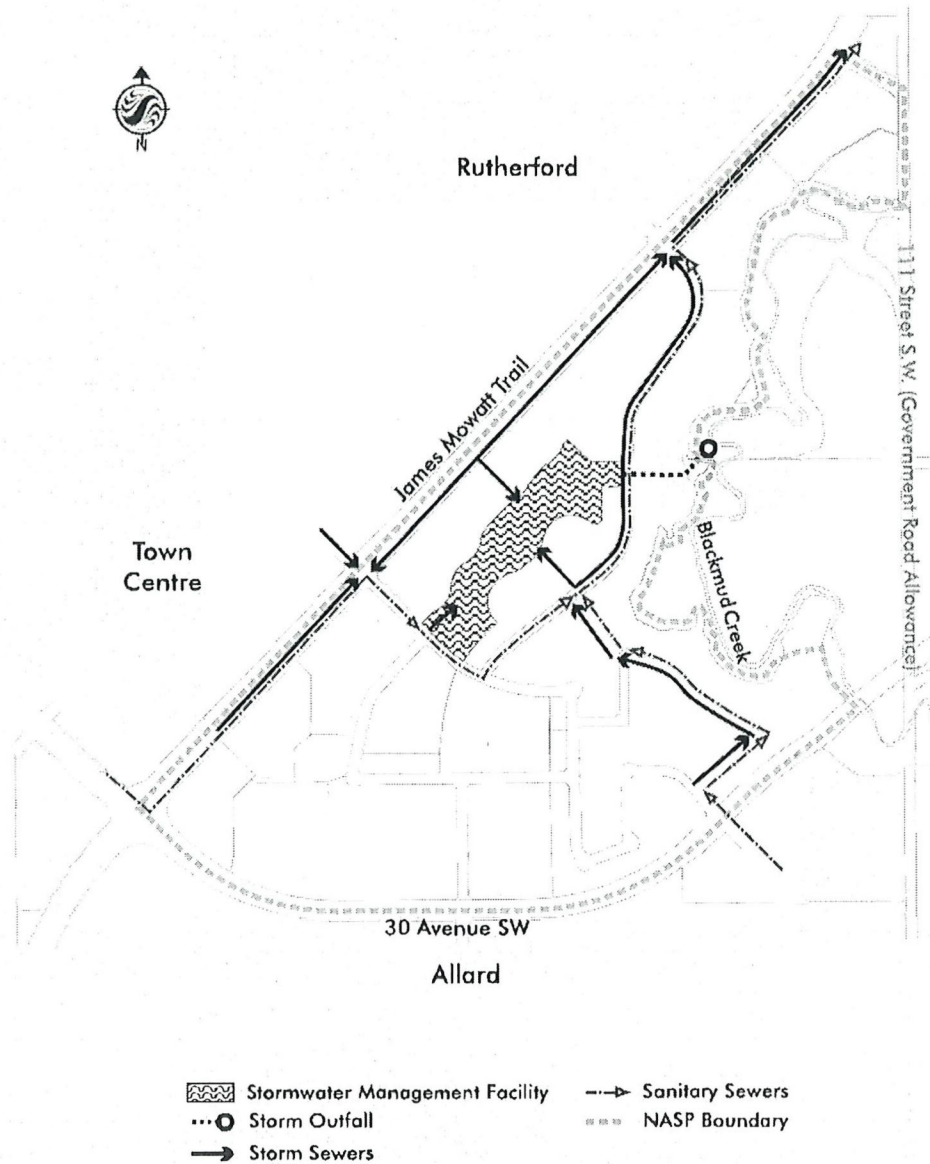 N
Rutherford
111 Street S.W. (Government Road Allowance)
James Mowatt Trail
Town
Centre
Blackmud Creek
30 Avenue SW
Allard
Stormwater Management Facility
Storm Outfall
Storm Sewers
Sanitary Sewers
NASP Boundary